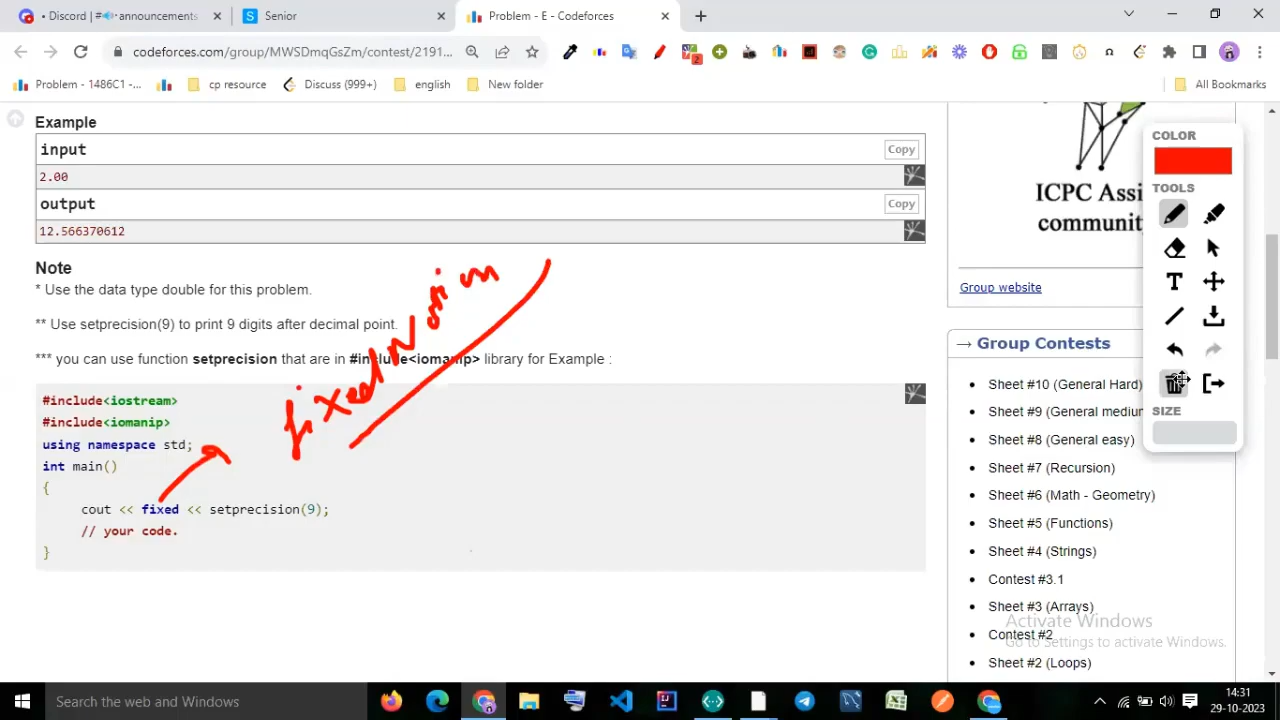 Discord | #📢 announcements
Senior
Problem - E - Codeforces
codeforces.com/group/MWSDmqGsZm/contest/2191...
2
Problem - 1486C1 -...
cp resource
Discuss (999+)
english
New folder
All Bookmarks
Example
input
Copy
2.00
output
Copy
12.566370612
Note
* Use the data type double for this problem.
** Use setprecision(9) to print 9 digits after decimal point.
*** you can use function setprecision that are in #include<iomanip> library for Example :
#include<iostream>
#include<iomanip>
using namespace std;
int main()
{
cout << fixed << setprecision(9);
// your code.
}
fixed
ICPC Assi
community
Group website
→ Group Contests
Sheet #10 (General Hard)
Sheet #9 (General medium
Sheet #8 (General easy)
Sheet #7 (Recursion)
Sheet #6 (Math - Geometry)
Sheet #5 (Functions)
Sheet #4 (Strings)
Contest #3.1
Sheet #3 (Arrays)
Contest #2
Sheet #2 (Loops)
COLOR
TOOLS
T
SIZE
Activate Windows
Go to Settings to activate Windows.
Search the web and Windows
14:31
29-10-2023